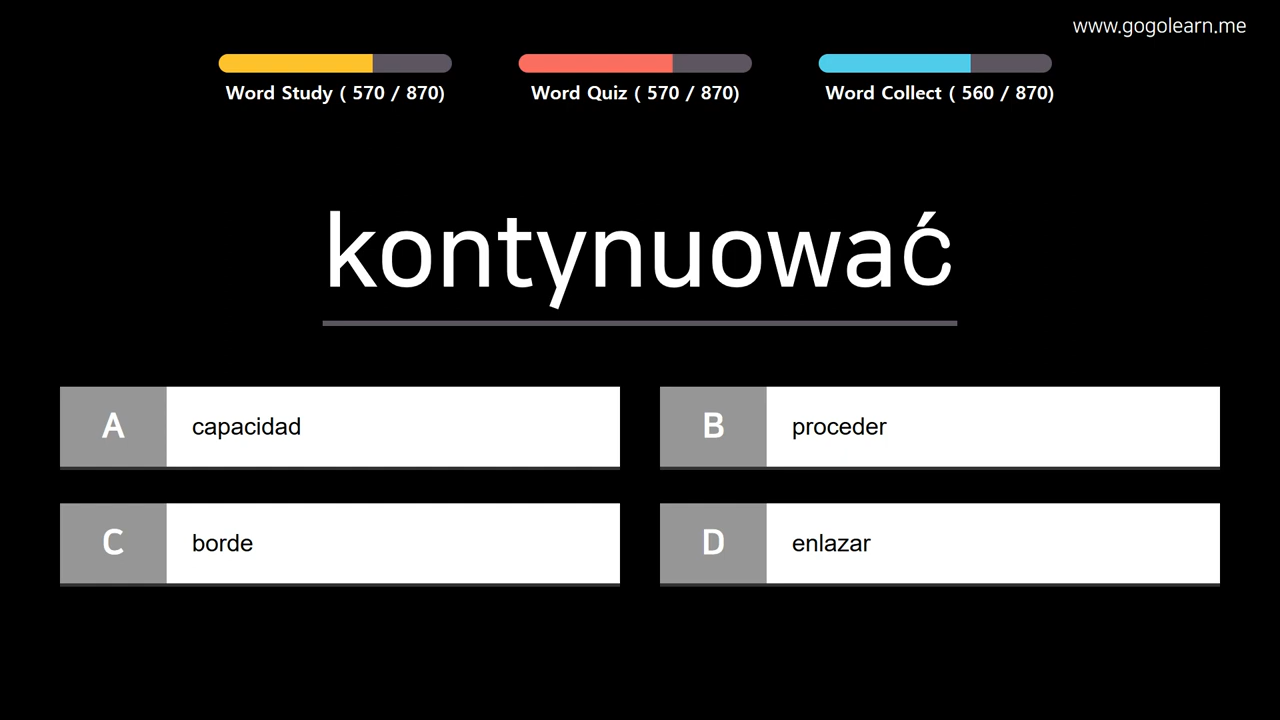 www.gogolearn.me
Word Study ( 570 / 870)
Word Quiz ( 570 / 870)
Word Collect ( 560 / 870)
kontynuować
A capacidad
B proceder
C borde
D enlazar